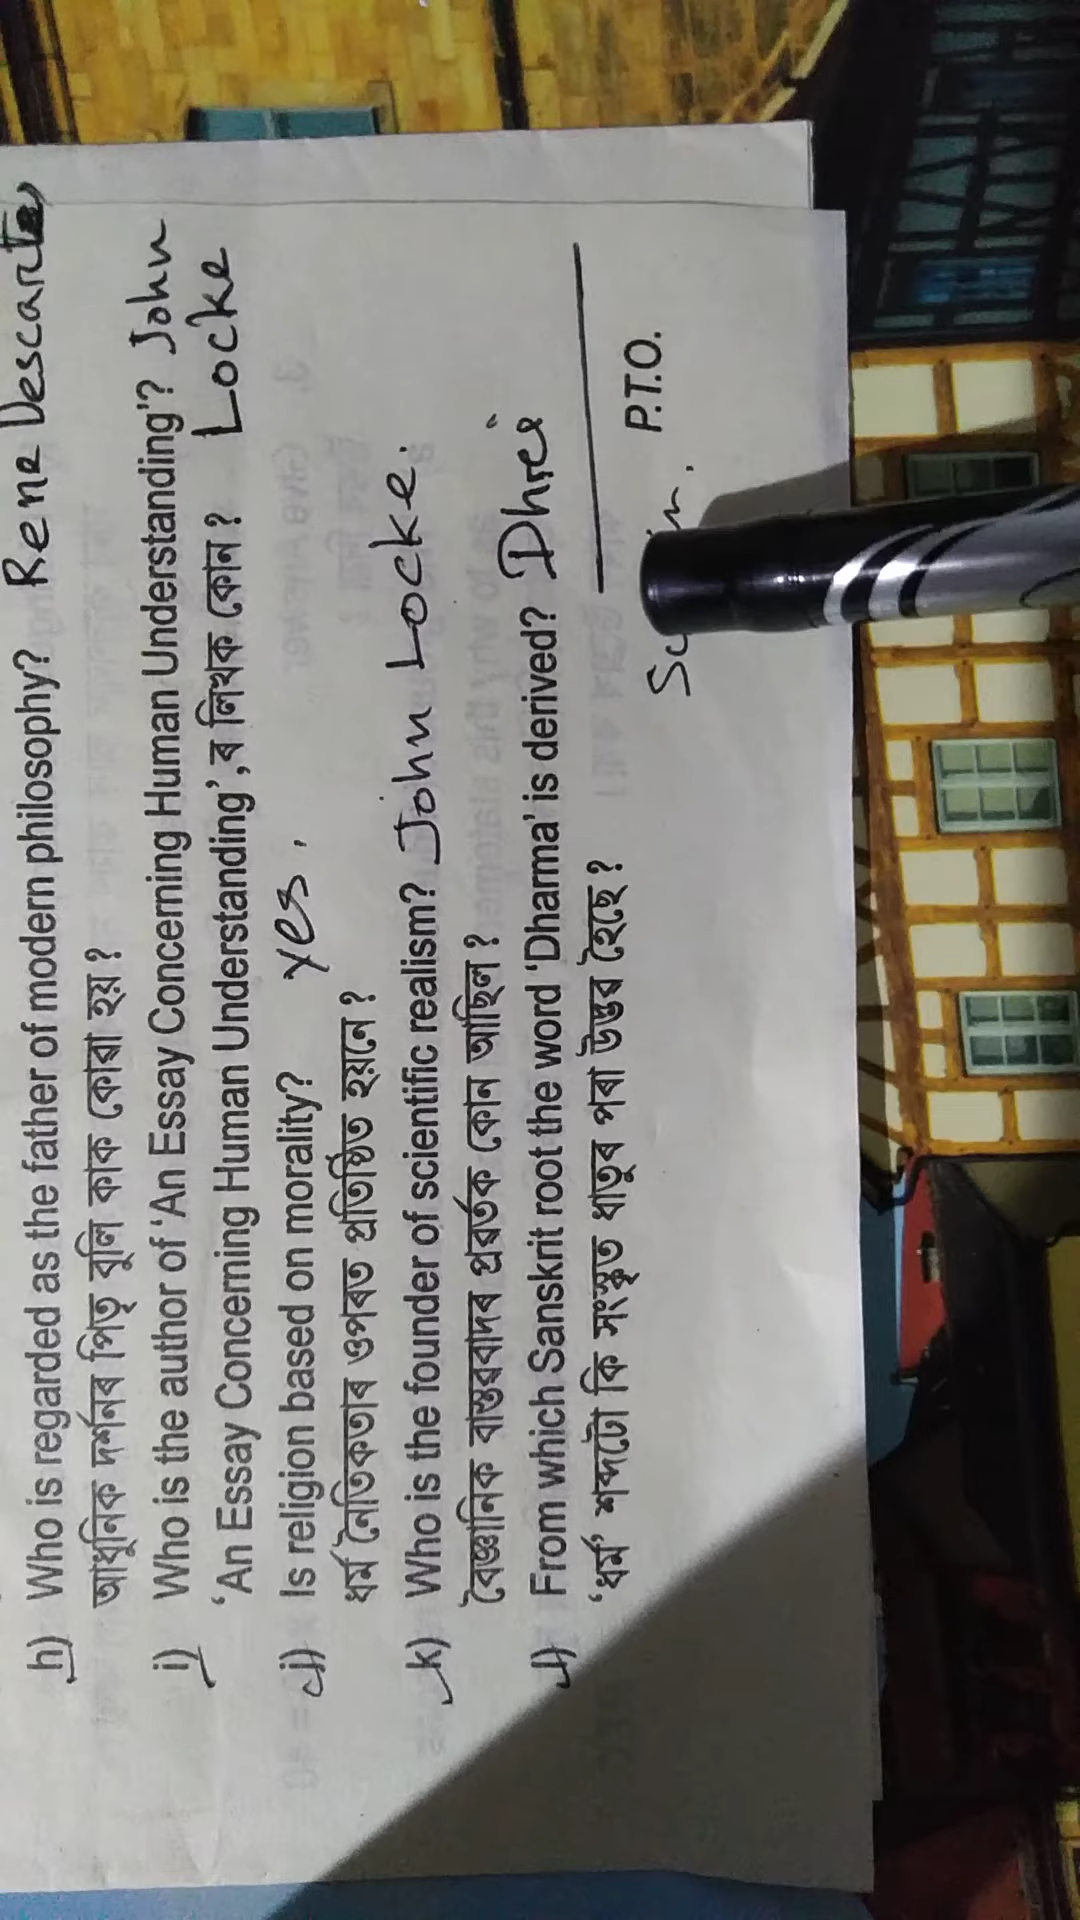 h) Who is regarded as the father of modern philosophy? Rene Descartes
আধুনিক দৰ্শনৰ পিতৃ বুলি কাক কোৱা হয়?
i) Who is the author of 'An Essay Concerning Human Understanding'? John
'An Essay Concerning Human Understanding',ৰ লিখক কোন? Locke
j) Is religion based on morality? Yes.
ধৰ্ম নৈতিকতাৰ ওপৰত প্ৰতিষ্ঠিত হয়নে?
k) Who is the founder of scientific realism? John Locke.
বৈজ্ঞানিক বাস্তৱবাদৰ প্ৰৱৰ্তক কোন আছিল?
l) From which Sanskrit root the word 'Dharma' is derived? Dhrei
'ধৰ্ম' শব্দটো কি সংস্কৃত ধাতুৰ পৰা উদ্ভৱ হৈছে?
P.T.O.